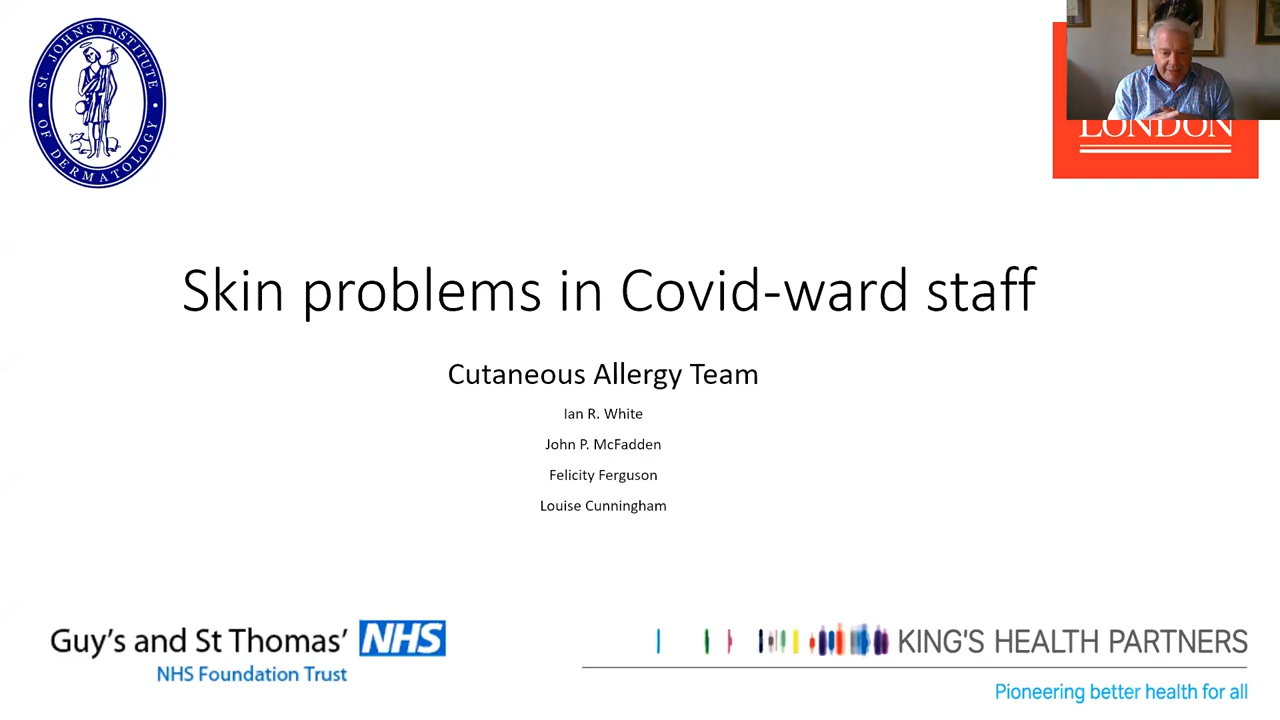 St. JOHN'S INSTITUTE
OF DERMATOLOGY
LONDON
Skin problems in Covid-ward staff
Cutaneous Allergy Team
Ian R. White
John P. McFadden
Felicity Ferguson
Louise Cunningham
Guy's and St Thomas' NHS
NHS Foundation Trust
KING'S HEALTH PARTNERS
Pioneering better health for all